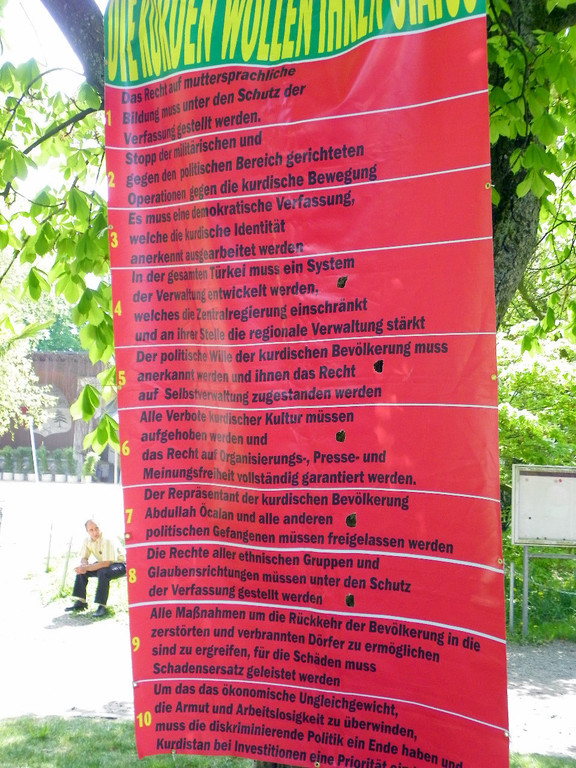 DIE KURDEN WOLLEN IHREN STATUS
1 Das Recht auf muttersprachliche
Bildung muss unter den Schutz der
Verfassung gestellt werden.
2 Stopp der militärischen und
gegen den politischen Bereich gerichteten
Operationen gegen die kurdische Bewegung
3 Es muss eine demokratische Verfassung,
welche die kurdische Identität
anerkennt ausgearbeitet werden
4 In der gesamten Türkei muss ein System
der Verwaltung entwickelt werden,
welches die Zentralregierung einschränkt
und an ihrer Stelle die regionale Verwaltung stärkt
5 Der politische Wille der kurdischen Bevölkerung muss
anerkannt werden und ihnen das Recht
auf Selbstverwaltung zugestanden werden
6 Alle Verbote kurdischer Kultur müssen
aufgehoben werden und
das Recht auf Organisierungs-, Presse- und
Meinungsfreiheit vollständig garantiert werden.
7 Der Repräsentant der kurdischen Bevölkerung
Abdullah Öcalan und alle anderen
politischen Gefangenen müssen freigelassen werden
8 Die Rechte aller ethnischen Gruppen und
Glaubensrichtungen müssen unter den Schutz
der Verfassung gestellt werden
9 Alle Maßnahmen um die Rückkehr der Bevölkerung in die
zerstörten und verbrannten Dörfer zu ermöglichen
sind zu ergreifen, für die Schäden muss
Schadensersatz geleistet werden
10 Um das das ökonomische Ungleichgewicht,
die Armut und Arbeitslosigkeit zu überwinden,
muss die diskriminierende Politik ein Ende haben und
Kurdistan bei Investitionen eine Priorität